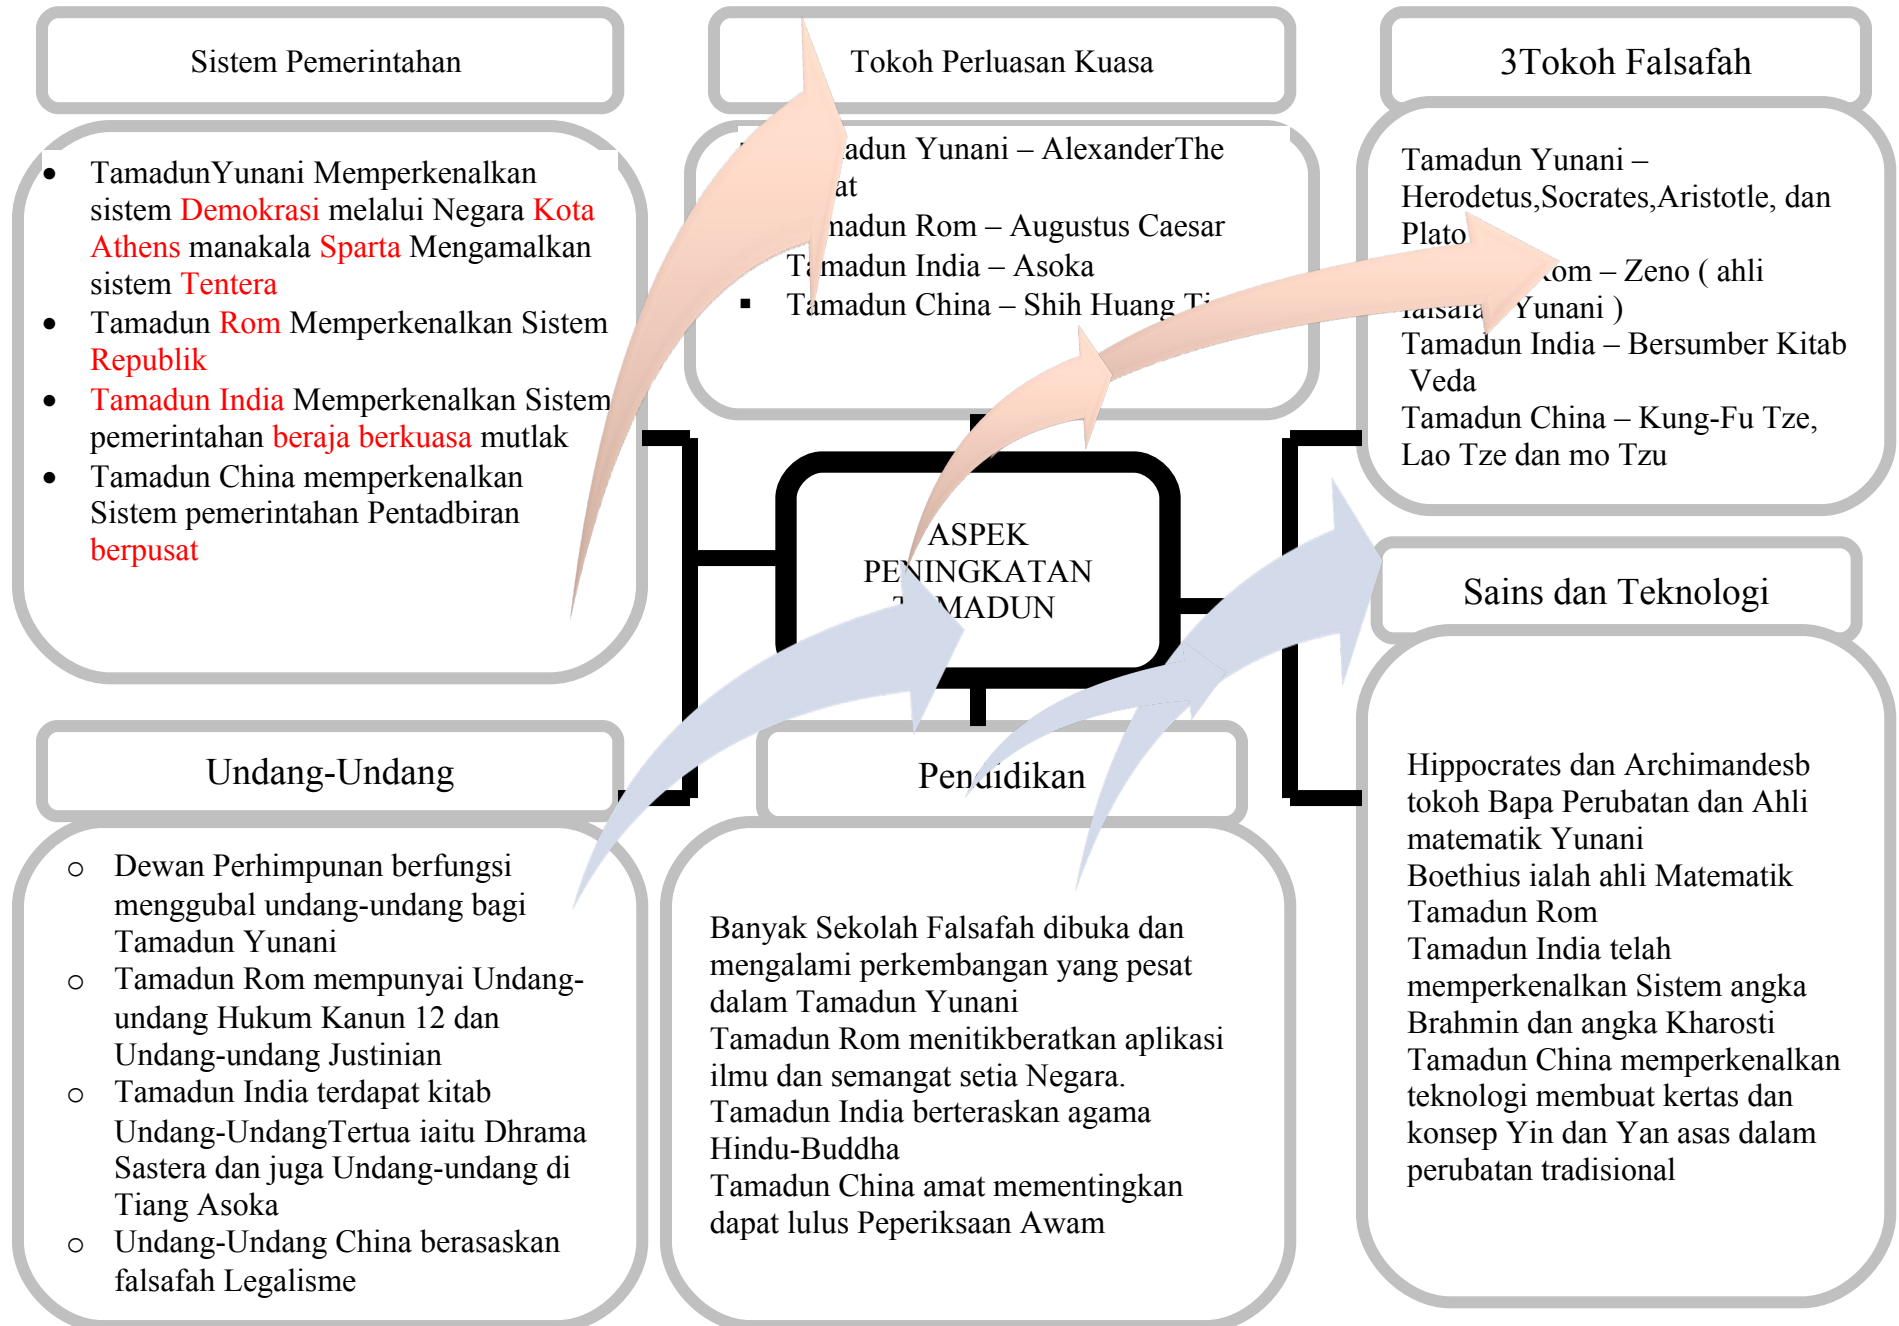 Sistem Pemerintahan
TamadunYunani Memperkenalkan
sistem Demokrasi melalui Negara Kota
Athens manakala Sparta Mengamalkan
sistem Tentera
Tamadun Rom Memperkenalkan Sistem
Republik
Tamadun India Memperkenalkan Sistem
pemerintahan beraja berkuasa mutlak
Tamadun China memperkenalkan
Sistem pemerintahan Pentadbiran
berpusat
Tokoh Perluasan Kuasa
Yunani – AlexanderThe
Rom – Augustus Caesar
Tamadun India – Asoka
Tamadun China – Shih Huang
3Tokoh Falsafah
Tamadun Yunani –
Herodetus,Socrates,Aristotle, dan
Plato
– Zeno ( ahli
Yunani )
Tamadun India – Bersumber Kitab
Veda
Tamadun China – Kung-Fu Tze,
Lao Tze dan mo Tzu
ASPEK
PENINGKATAN
TAMADUN
Sains dan Teknologi
Hippocrates dan Archimandesb
tokoh Bapa Perubatan dan Ahli
matematik Yunani
Boethius ialah ahli Matematik
Tamadun Rom
Tamadun India telah
memperkenalkan Sistem angka
Brahmin dan angka Kharosti
Tamadun China memperkenalkan
teknologi membuat kertas dan
konsep Yin dan Yan asas dalam
perubatan tradisional
Undang-Undang
Dewan Perhimpunan berfungsi
menggubal undang-undang bagi
Tamadun Yunani
Tamadun Rom mempunyai Undang-
undang Hukum Kanun 12 dan
Undang-undang Justinian
Tamadun India terdapat kitab
Undang-UndangTertua iaitu Dhrama
Sastera dan juga Undang-undang di
Tiang Asoka
Undang-Undang China berasaskan
falsafah Legalisme
Pendidikan
Banyak Sekolah Falsafah dibuka dan
mengalami perkembangan yang pesat
dalam Tamadun Yunani
Tamadun Rom menitikberatkan aplikasi
ilmu dan semangat setia Negara.
Tamadun India berteraskan agama
Hindu-Buddha
Tamadun China amat mementingkan
dapat lulus Peperiksaan Awam